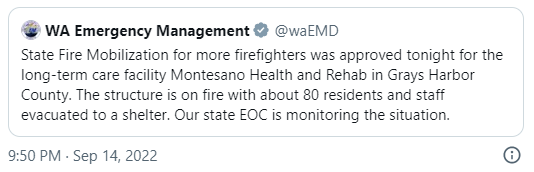 WA Emergency Management @waEMD
State Fire Mobilization for more firefighters was approved tonight for the
long-term care facility Montesano Health and Rehab in Grays Harbor
County. The structure is on fire with about 80 residents and staff
evacuated to a shelter. Our state EOC is monitoring the situation.
9:50 PM · Sep 14, 2022